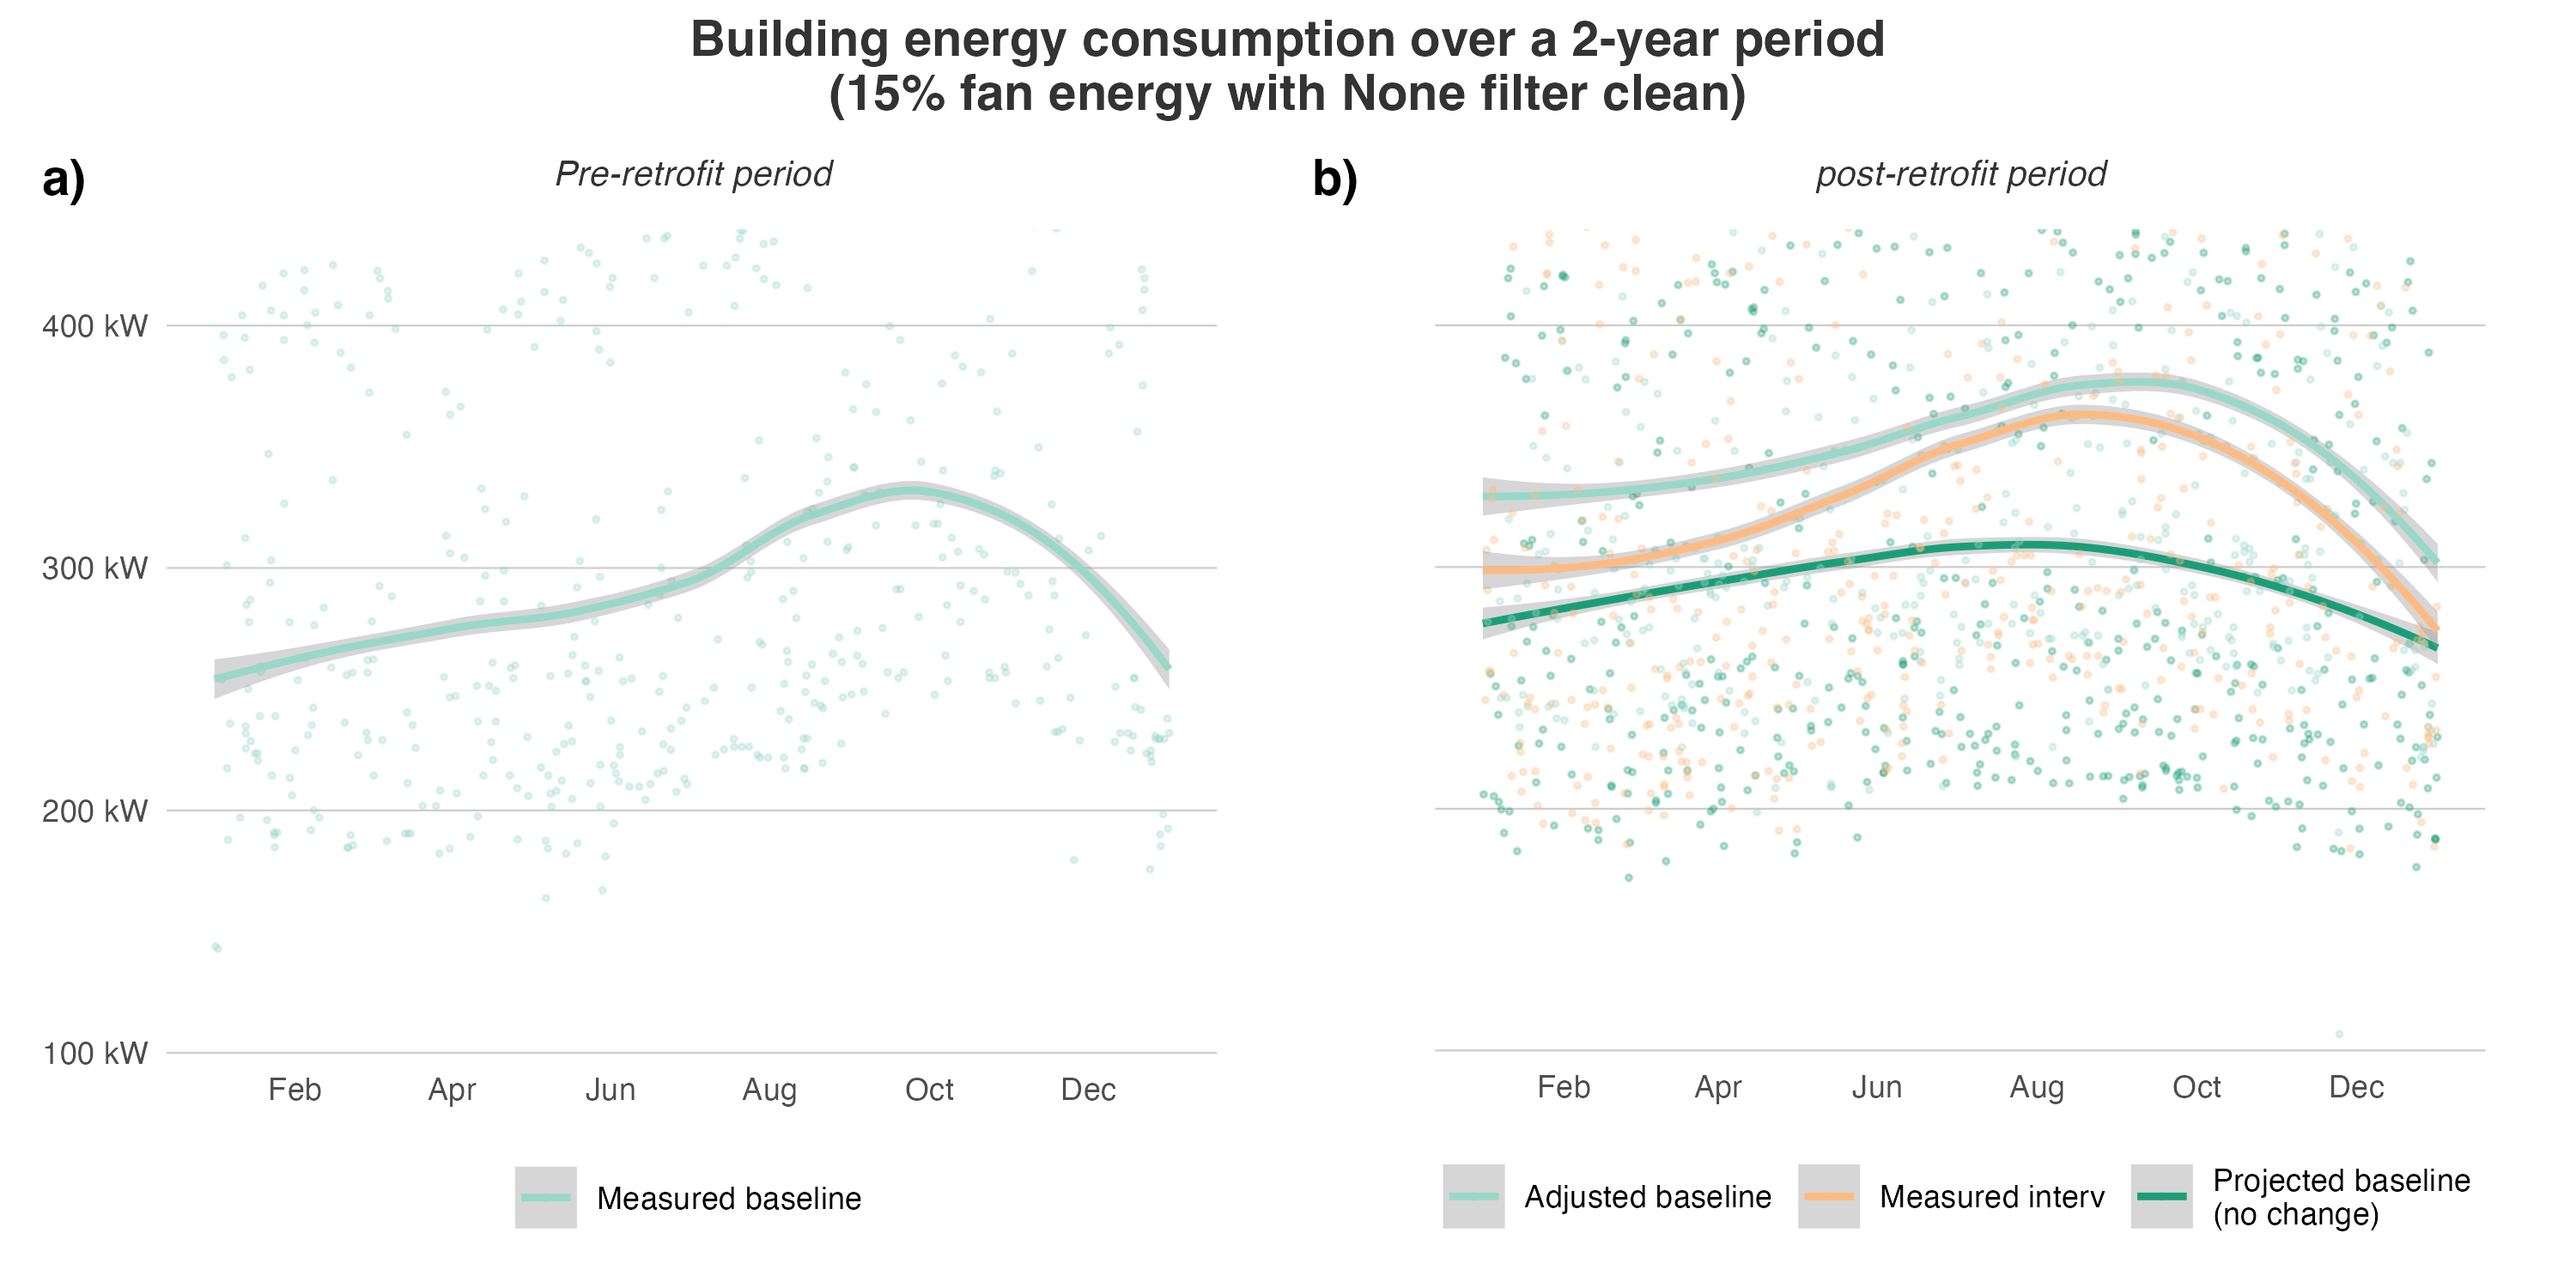 Building energy consumption over a 2-year period
(15% fan energy with None filter clean)
a)
Pre-retrofit period
400 kW
300 kW
200 kW
100 kW
Feb Apr Jun Aug Oct Dec
Measured baseline
b)
post-retrofit period
Feb Apr Jun Aug Oct Dec
Adjusted baseline
Measured interv
Projected baseline
(no change)